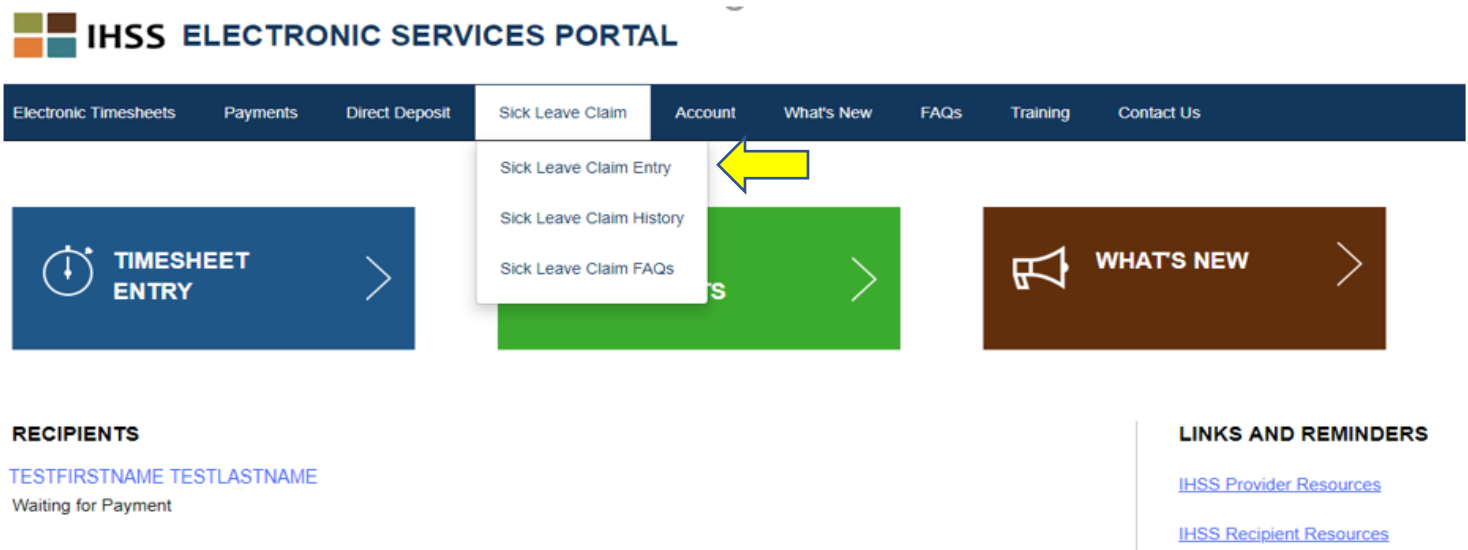 IHSS ELECTRONIC SERVICES PORTAL
Electronic Timesheets Payments Direct Deposit Sick Leave Claim Account What's New FAQs Training Contact Us
Sick Leave Claim Entry
Sick Leave Claim History
Sick Leave Claim FAQs
TIMESHEET
ENTRY
TS
WHAT'S NEW
RECIPIENTS
TESTFIRSTNAME TESTLASTNAME
Waiting for Payment
LINKS AND REMINDERS
IHSS Provider Resources
IHSS Recipient Resources